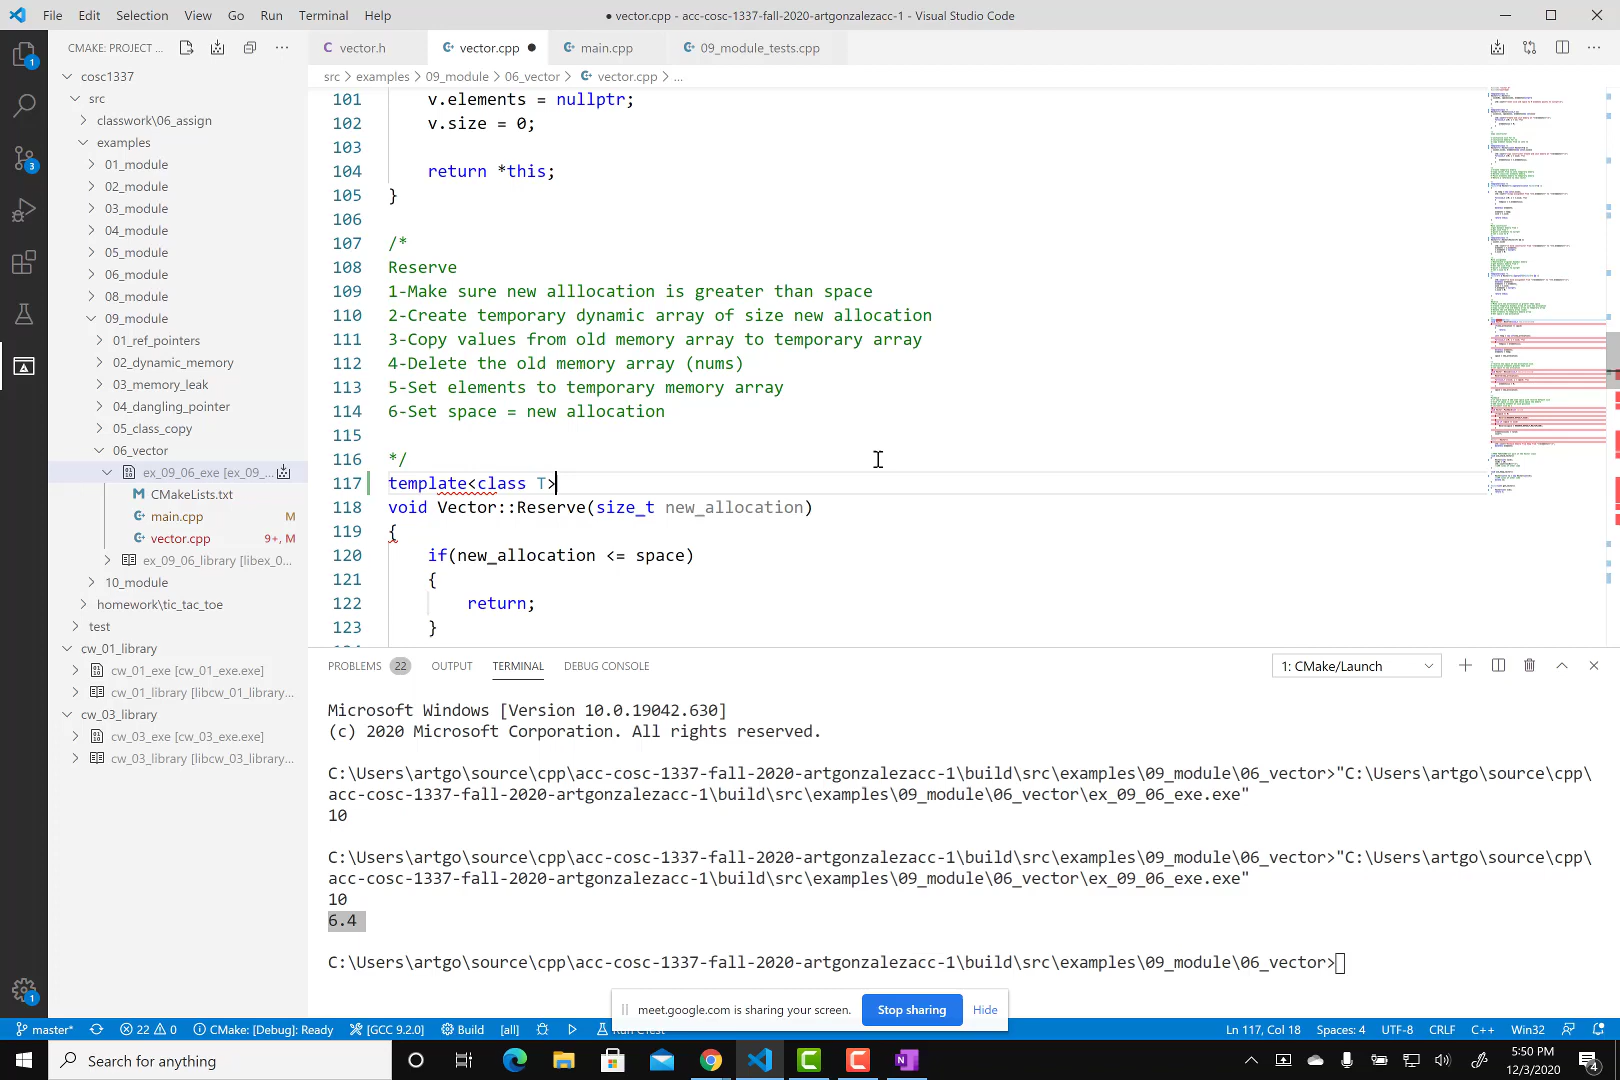 File Edit Selection View Go Run Terminal Help
● vector.cpp - acc-cosc-1337-fall-2020-artgonzalezacc-1 - Visual Studio Code
CMAKE: PROJECT ...
vector.h
vector.cpp
main.cpp
09_module_tests.cpp
src > examples > 09_module > 06_vector > vector.cpp > ...
cosc1337
src
classwork\06_assign
examples
01_module
02_module
03_module
04_module
05_module
06_module
08_module
09_module
01_ref_pointers
02_dynamic_memory
03_memory_leak
04_dangling_pointer
05_class_copy
06_vector
ex_09_06_exe [ex_09_...
CMakeLists.txt
main.cpp M
vector.cpp 9+, M
ex_09_06_library [libex_0...
10_module
homework\tic_tac_toe
test
cw_01_library
cw_01_exe [cw_01_exe.exe]
cw_01_library [libcw_01_library...
cw_03_library
cw_03_exe [cw_03_exe.exe]
cw_03_library [libcw_03_library...
101 v.elements = nullptr;
102 v.size = 0;
103
104 return *this;
105 }
106
107 /*
108 Reserve
109 1-Make sure new alllocation is greater than space
110 2-Create temporary dynamic array of size new allocation
111 3-Copy values from old memory array to temporary array
112 4-Delete the old memory array (nums)
113 5-Set elements to temporary memory array
114 6-Set space = new allocation
115
116 */
117 template<class T>
118 void Vector::Reserve(size_t new_allocation)
119 {
120 if(new_allocation <= space)
121 {
122 return;
123 }
PROBLEMS 22 OUTPUT TERMINAL DEBUG CONSOLE
1: CMake/Launch
Microsoft Windows [Version 10.0.19042.630]
(c) 2020 Microsoft Corporation. All rights reserved.
C:\Users\artgo\source\cpp\acc-cosc-1337-fall-2020-artgonzalezacc-1\build\src\examples\09_module\06_vector>"C:\Users\artgo\source\cpp\
acc-cosc-1337-fall-2020-artgonzalezacc-1\build\src\examples\09_module\06_vector\ex_09_06_exe.exe"
10
C:\Users\artgo\source\cpp\acc-cosc-1337-fall-2020-artgonzalezacc-1\build\src\examples\09_module\06_vector>"C:\Users\artgo\source\cpp\
acc-cosc-1337-fall-2020-artgonzalezacc-1\build\src\examples\09_module\06_vector\ex_09_06_exe.exe"
10
6.4
C:\Users\artgo\source\cpp\acc-cosc-1337-fall-2020-artgonzalezacc-1\build\src\examples\09_module\06_vector>
meet.google.com is sharing your screen. Stop sharing Hide
master* 22 0 CMake: [Debug]: Ready [GCC 9.2.0] Build [all] Run CTest
Ln 117, Col 18 Spaces: 4 UTF-8 CRLF C++ Win32
Search for anything
5:50 PM
12/3/2020
4